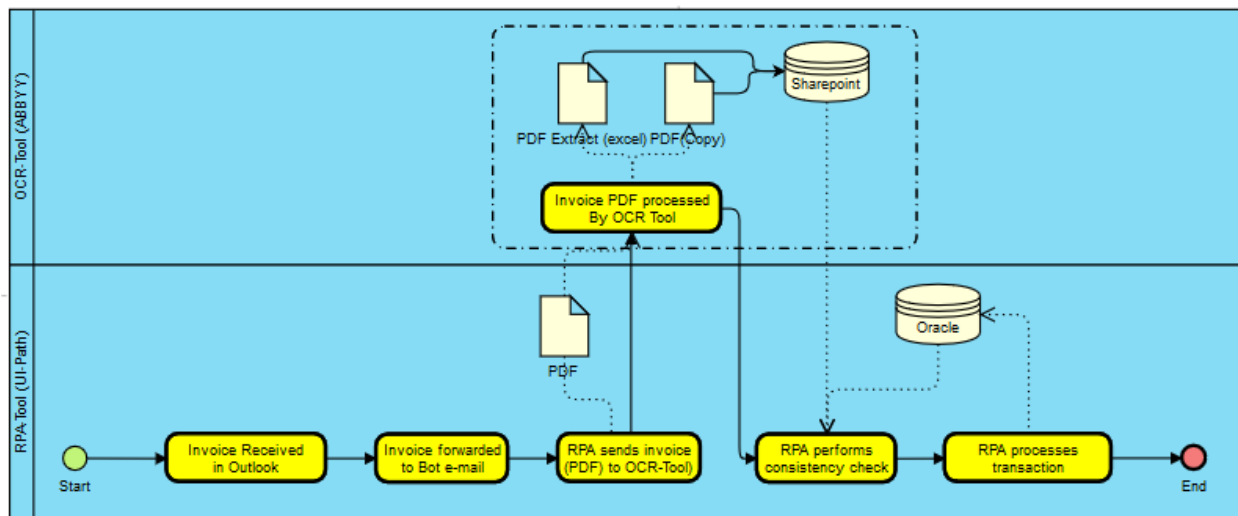 OCR-Tool (ABBYY)
PDF Extract (excel)
PDF(Copy)
Sharepoint
Invoice PDF processed
By OCR Tool
RPA-Tool (UI-Path)
PDF
Oracle
Start
Invoice Received
in Outlook
Invoice forwarded
to Bot e-mail
RPA sends invoice
(PDF) to OCR-Tool)
RPA performs
consistency check
RPA processes
transaction
End